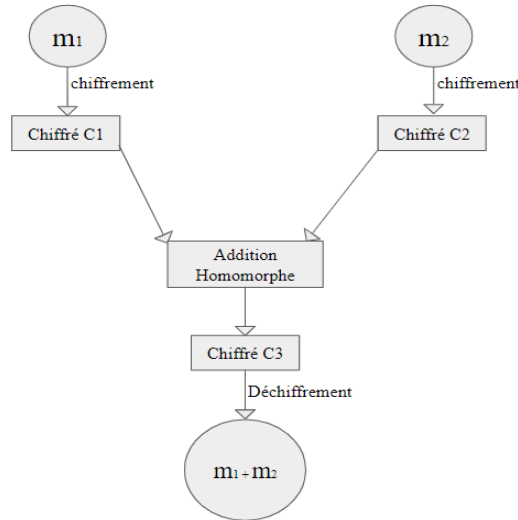 m1
m2
chiffrement
chiffrement
Chiffré C1
Chiffré C2
Addition
Homomorphe
Chiffré C3
Déchiffrement
m1 + m2